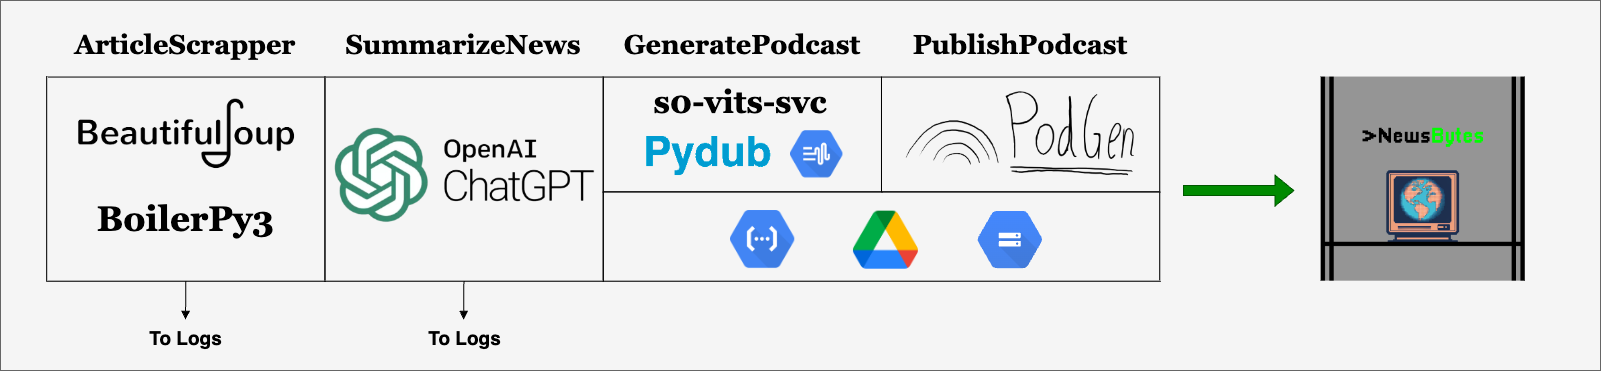 ArticleScrapper
SummarizeNews
GeneratePodcast
PublishPodcast
BeautifulSoup
BoilerPy3
OpenAI
ChatGPT
so-vits-svc
Pydub
PodGen
>NewsBytes
To Logs
To Logs